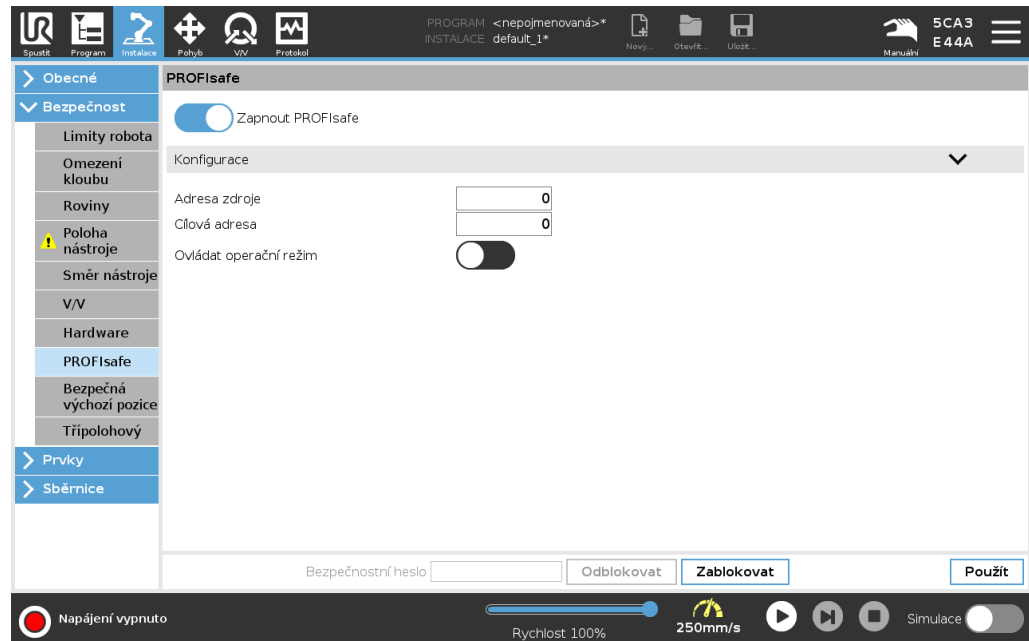 PROGRAM <nepojmenovaná>*
INSTALACE default_1*
Spustit
Program
Instalace
Pohyb
V/V
Protokol
Nový...
Otevřít...
Uložit...
Manuální
5CA3
E44A
Obecné
Bezpečnost
Limity robota
Omezení
kloubu
Roviny
Poloha
nástroje
Směr nástroje
V/V
Hardware
PROFIsafe
Bezpečná
výchozí pozice
Třípolohový
Prvky
Sběrnice
PROFIsafe
Zapnout PROFIsafe
Konfigurace
Adresa zdroje 0
Cílová adresa 0
Ovládat operační režim
Bezpečnostní heslo
Odblokovat
Zablokovat
Použít
Napájení vypnuto
Rychlost 100%
250mm/s
Simulace